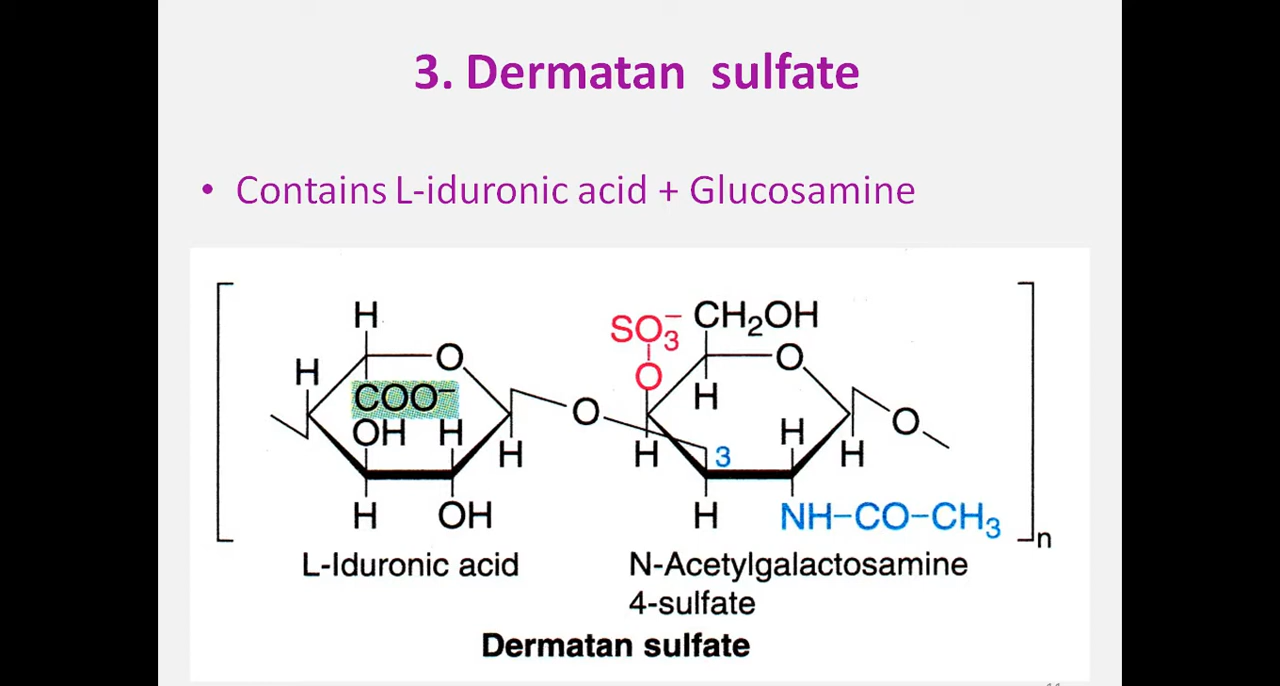 3. Dermatan sulfate
• Contains L-iduronic acid + Glucosamine
H SO₃⁻ CH₂OH
H O O O
COO⁻ H
OH H O H O
H H 3 H
H OH H NH–CO–CH₃
n
L-Iduronic acid N-Acetylgalactosamine
4-sulfate
Dermatan sulfate